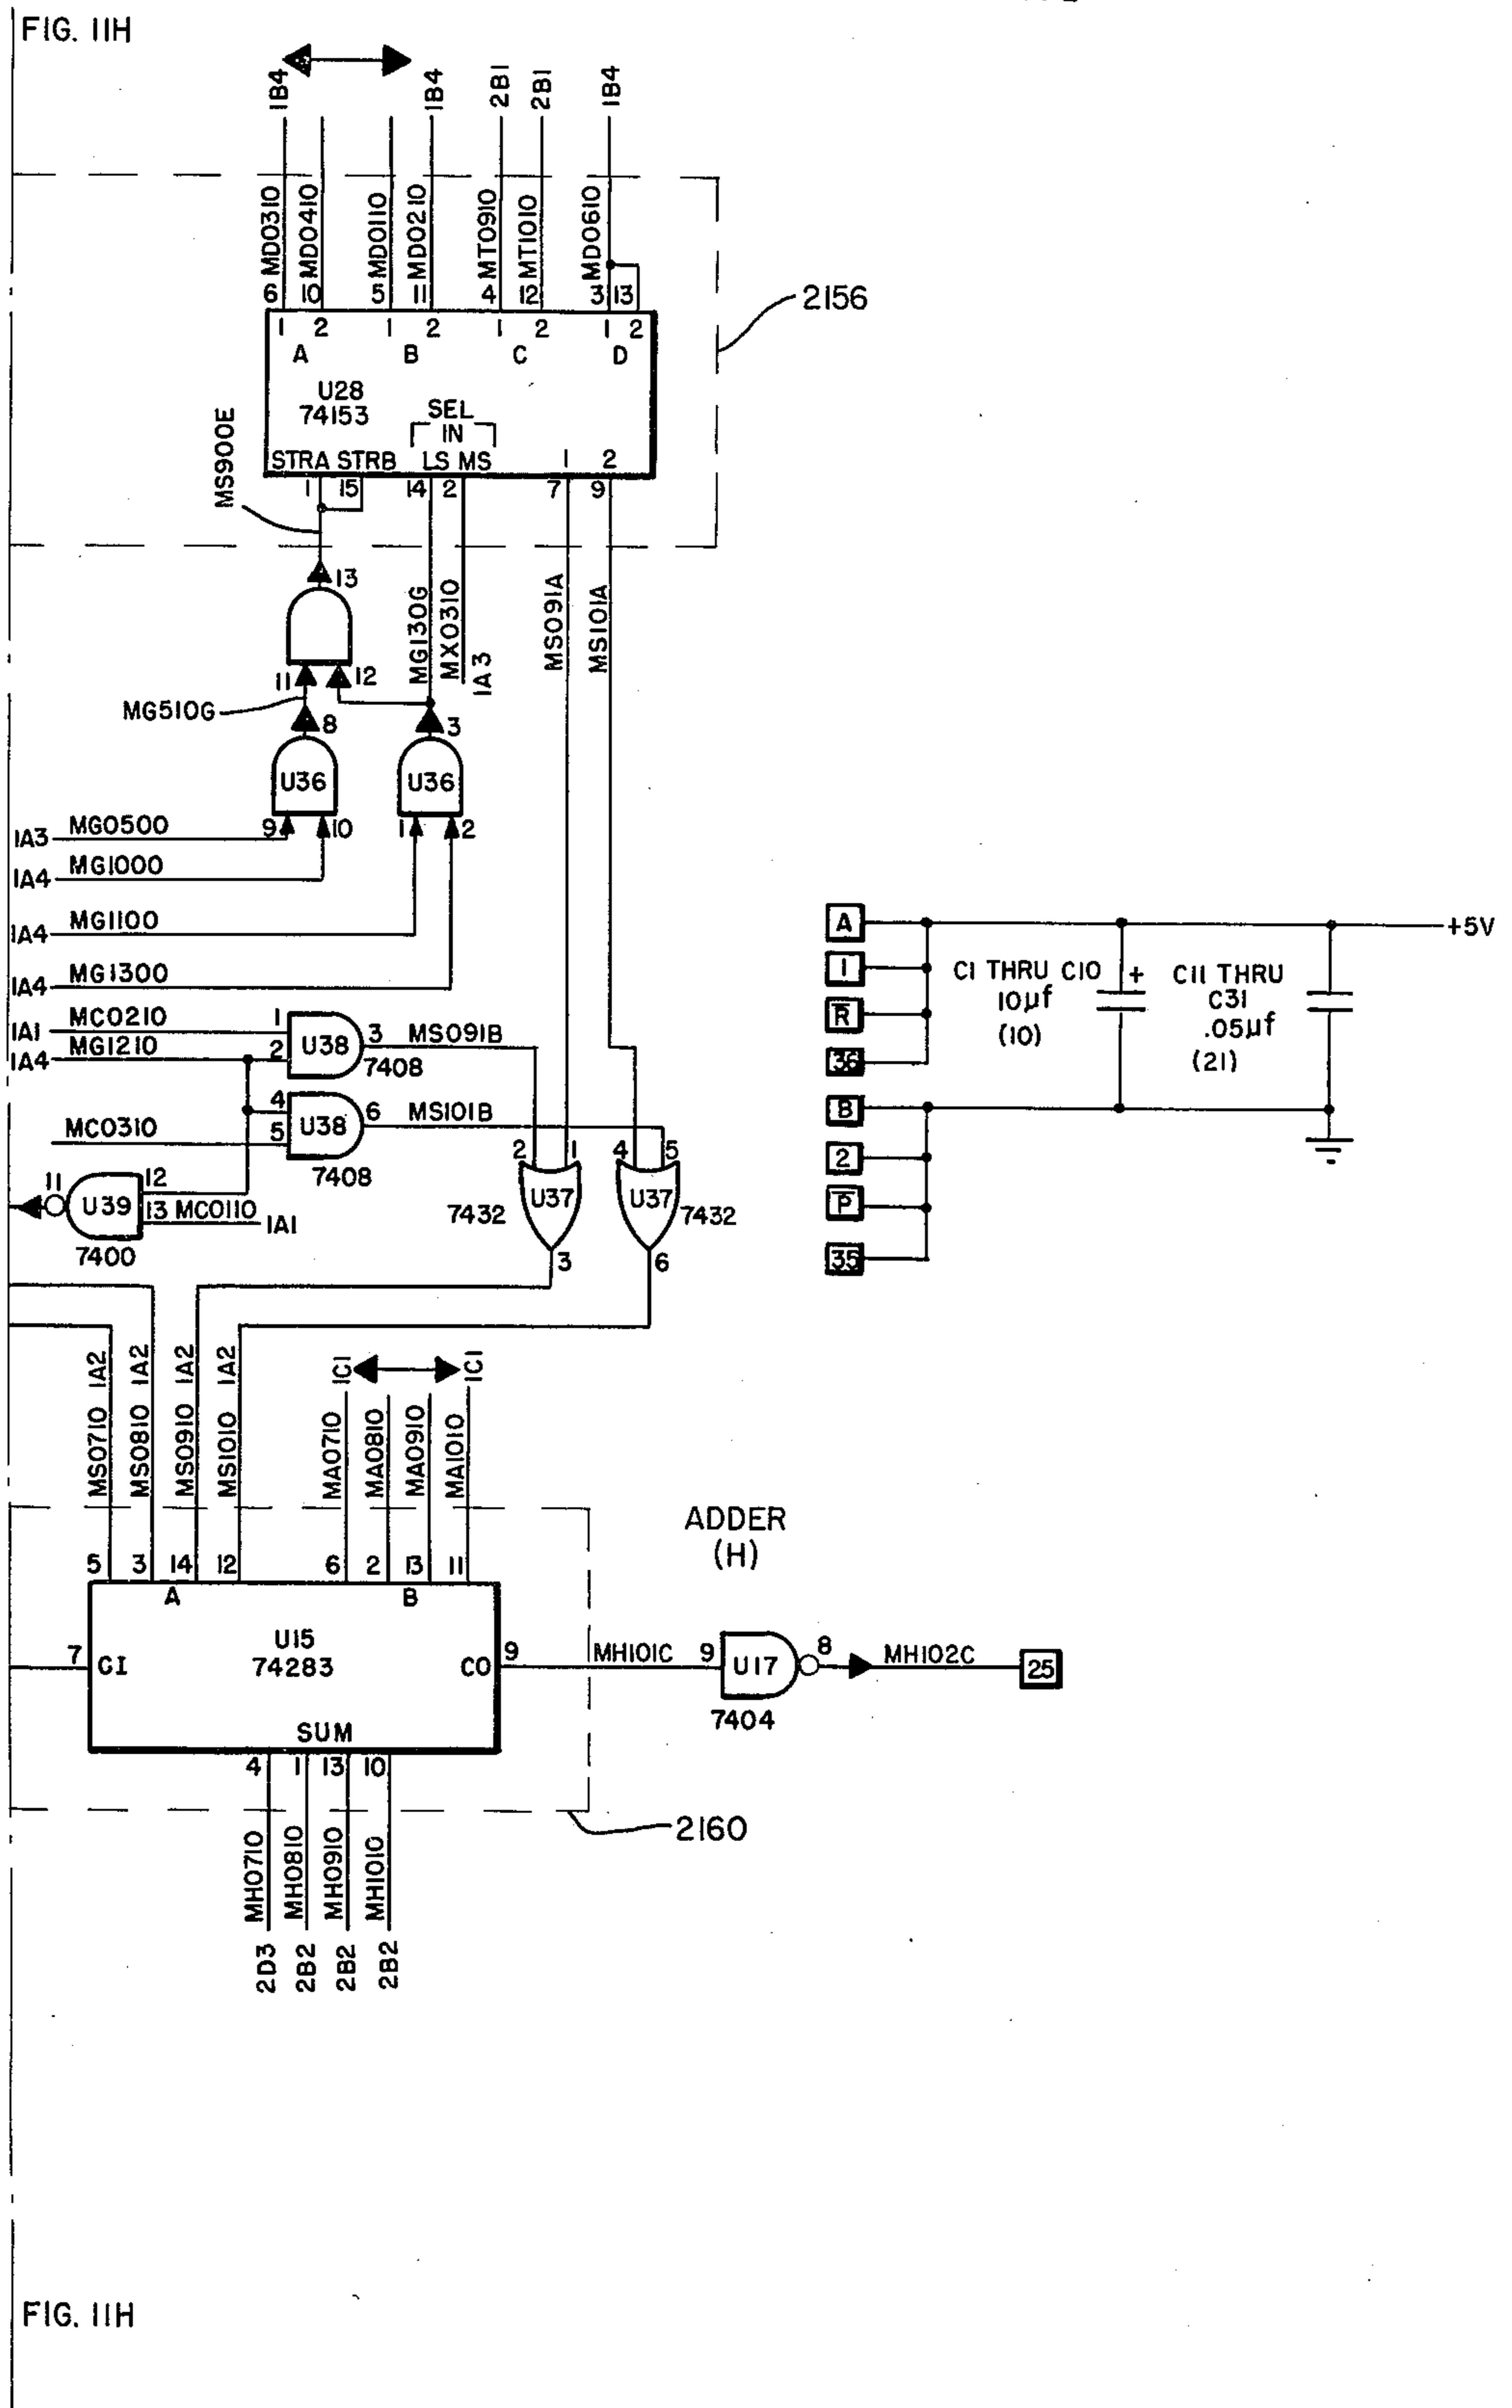 FIG. 11H
1B4 1B4 2B1 2B1 1B4
MD0310 MD0410 MD0110 MD0210 MT0910 MT1010 MD0610
6 10 5 11 4 12 3 13
2156
1 2 1 2 1 2 1 2
A B C D
U28
74153
SEL
IN
STRA STRB LS MS 1 2
1 15 14 2 7 9
MS900E
13
MG130G MX0310 1A3 MS091A MS101A
11 12
MG510G
8 3
U36 U36
1A3 MG0500 9 10 1 2
1A4 MG1000
1A4 MG1100
1A4 MG1300
A +5V
1
R
36
C1 THRU C10
10µf
(10)
+
C11 THRU
C31
.05µf
(21)
B
2
P
35
1A1 MC0210 1 U38 3 MS091B
1A4 MG1210 2 7408
4 U38 6 MS101B
MC0310 5
7408
2 1 4 5
11 U39 12
13 MC0110 1A1
7400
7432 U37 U37 7432
3 6
MS0710 1A2 MS0810 1A2 MS0910 1A2 MS1010 1A2
1C1 1C1
MA0710 MA0810 MA0910 MA1010
ADDER
(H)
5 3 14 12 6 2 13 11
A B
U15
74283
7 CI CO 9 MH101C 9 U17 8 MH102C 25
7404
SUM
4 1 13 10
2160
MH0710 MH0810 MH0910 MH1010
2D3 2B2 2B2 2B2
FIG. 11H